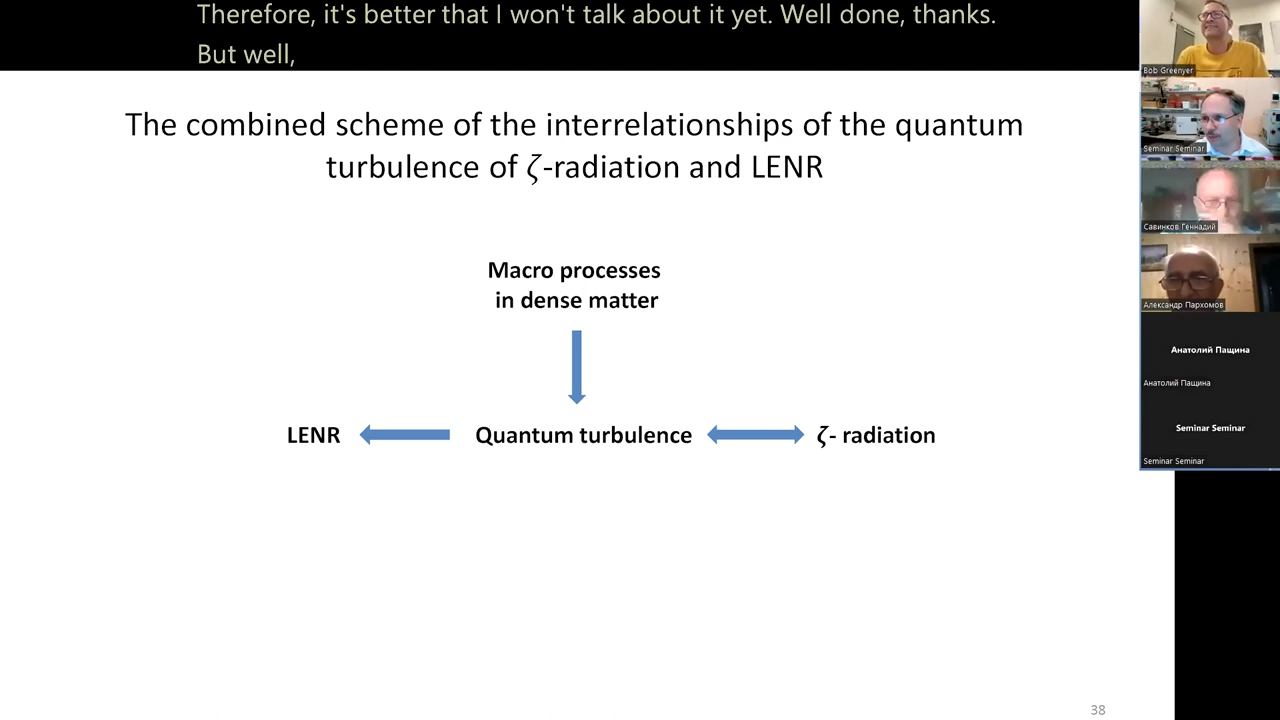 Therefore, it's better that I won't talk about it yet. Well done, thanks.
But well,
The combined scheme of the interrelationships of the quantum
turbulence of ζ-radiation and LENR
Macro processes
in dense matter
LENR
Quantum turbulence
ζ- radiation
38
Bob Greenyer
Seminar Seminar
Савинков Геннадий
Александр Пархомов
Анатолий Пащина
Анатолий Пащина
Seminar Seminar
Seminar Seminar